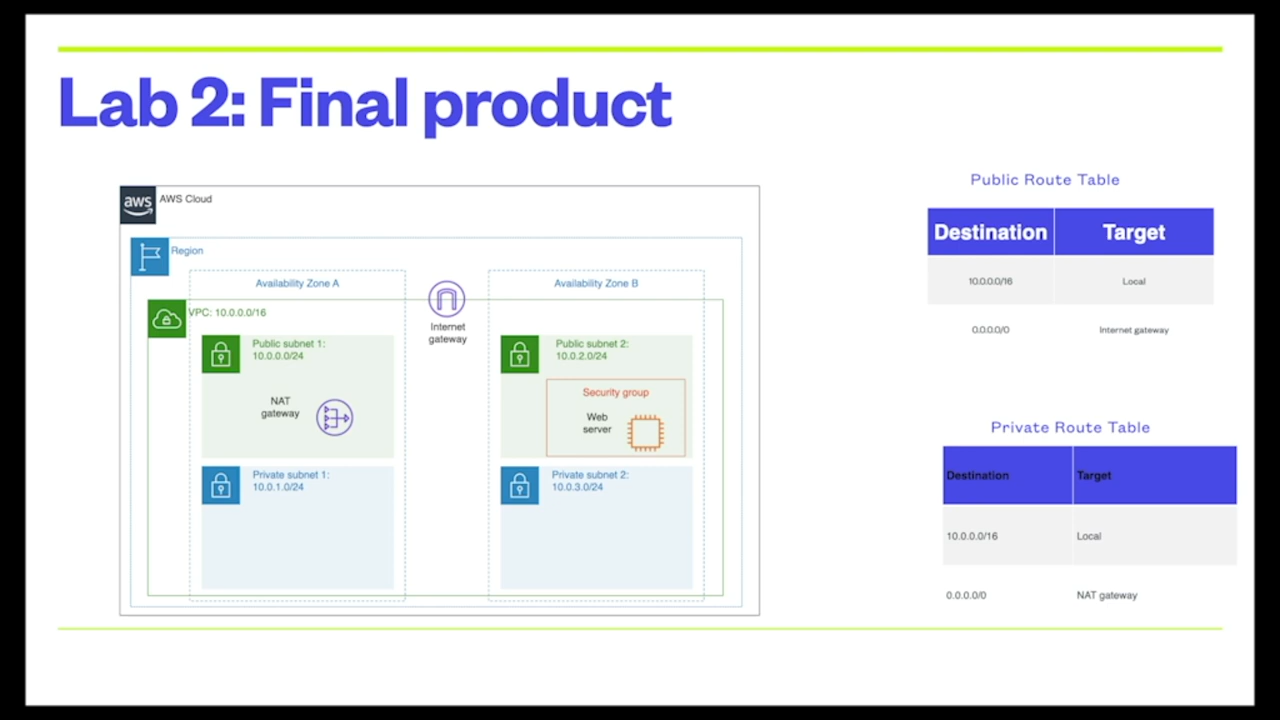 Lab 2: Final product
aws
AWS Cloud
Region
Availability Zone A
Availability Zone B
VPC: 10.0.0.0/16
Internet
gateway
Public subnet 1:
10.0.0.0/24
NAT
gateway
Public subnet 2:
10.0.2.0/24
Security group
Web
server
Private subnet 1:
10.0.1.0/24
Private subnet 2:
10.0.3.0/24
Public Route Table
Destination Target
10.0.0.0/16 Local
0.0.0.0/0 Internet gateway
Private Route Table
Destination Target
10.0.0.0/16 Local
0.0.0.0/0 NAT gateway